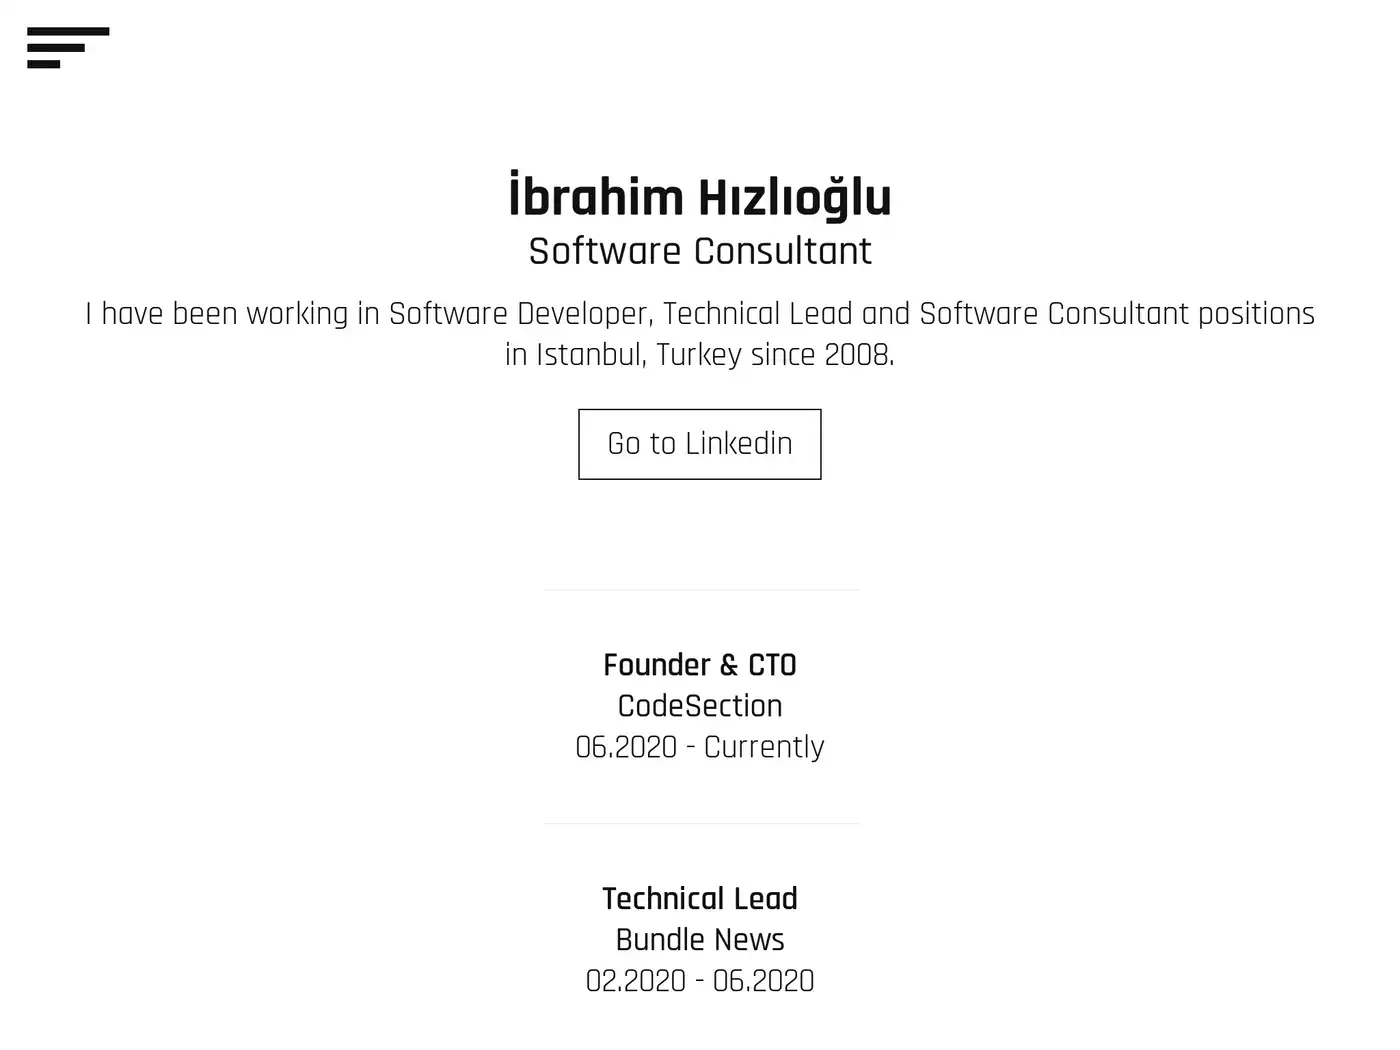 İbrahim Hızlıoğlu
Software Consultant
I have been working in Software Developer, Technical Lead and Software Consultant positions
in Istanbul, Turkey since 2008.
Go to Linkedin
Founder & CTO
CodeSection
06.2020 - Currently
Technical Lead
Bundle News
02.2020 - 06.2020